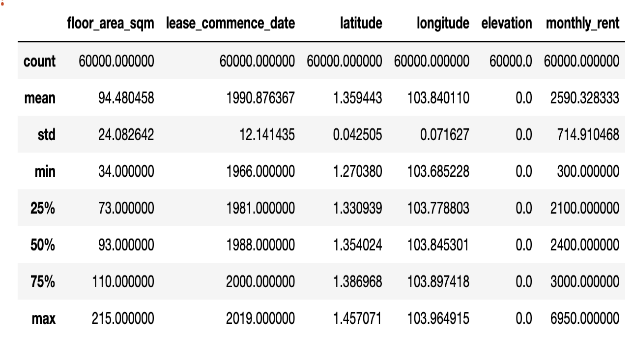 floor_area_sqm lease_commence_date latitude longitude elevation monthly_rent
count 60000.000000 60000.000000 60000.000000 60000.000000 60000.0 60000.000000
mean 94.480458 1990.876367 1.359443 103.840110 0.0 2590.328333
std 24.082642 12.141435 0.042505 0.071627 0.0 714.910468
min 34.000000 1966.000000 1.270380 103.685228 0.0 300.000000
25% 73.000000 1981.000000 1.330939 103.778803 0.0 2100.000000
50% 93.000000 1988.000000 1.354024 103.845301 0.0 2400.000000
75% 110.000000 2000.000000 1.386968 103.897418 0.0 3000.000000
max 215.000000 2019.000000 1.457071 103.964915 0.0 6950.000000